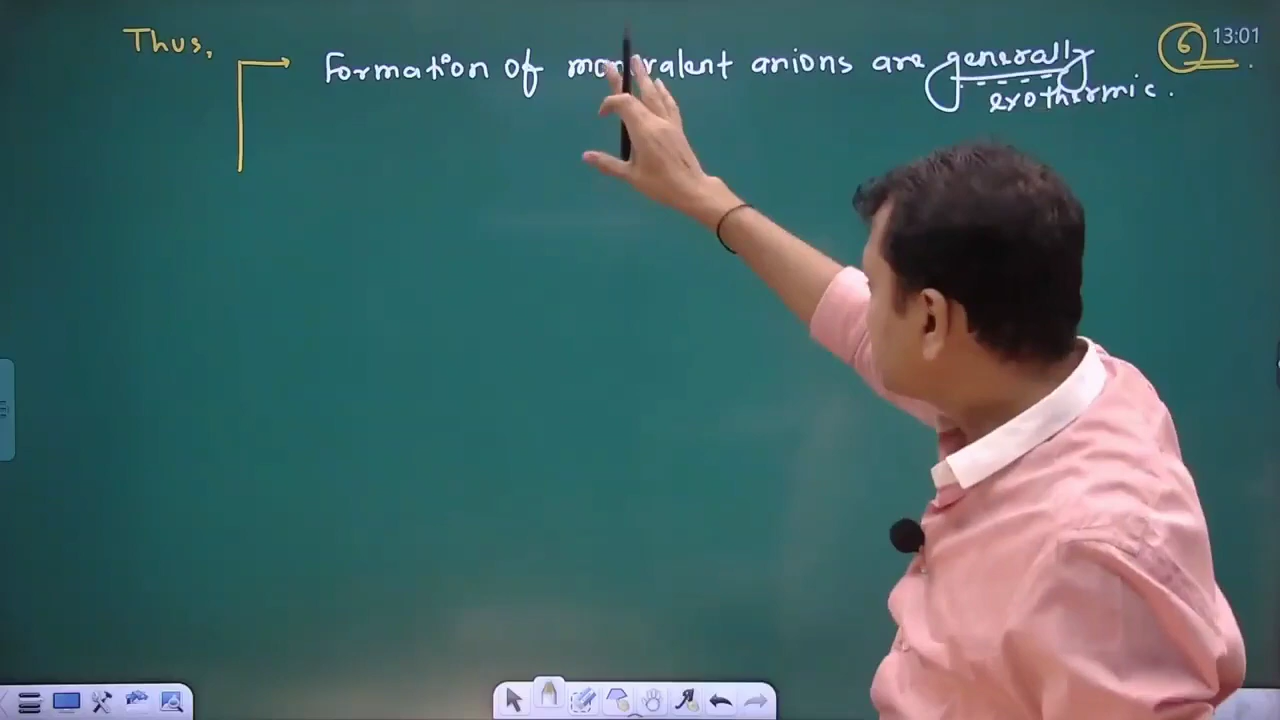 Thus,
Formation of monovalent anions are generally
exothermic.
6
13:01